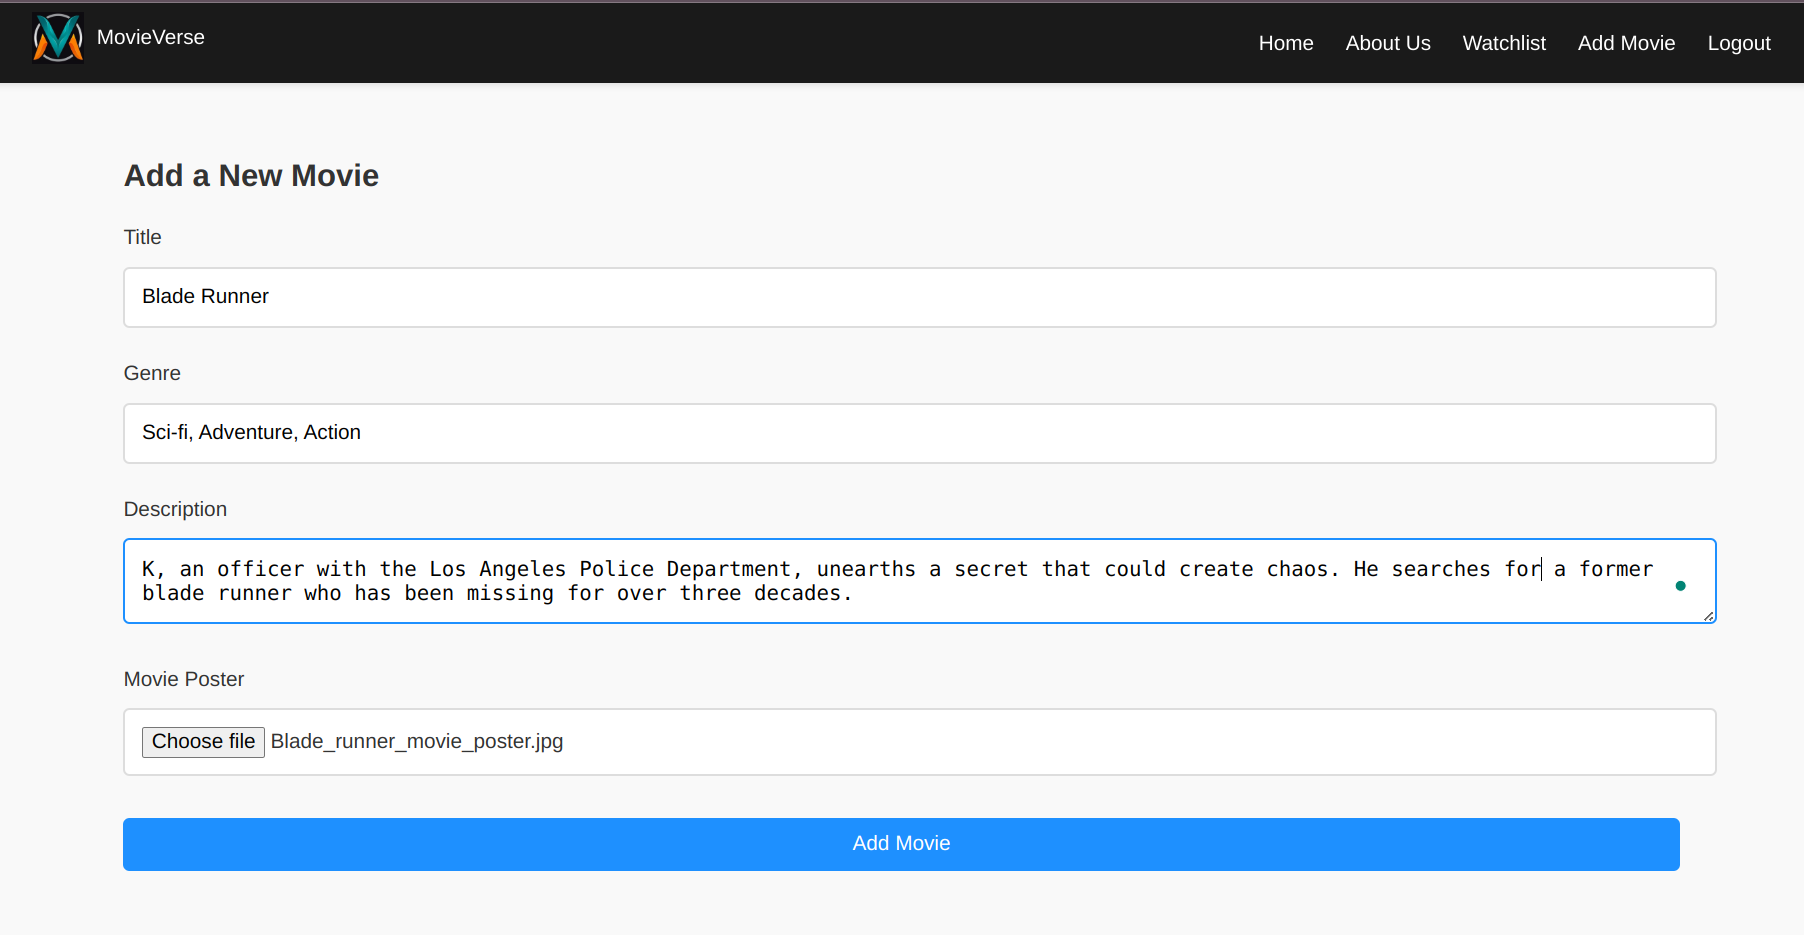 MovieVerse
Home About Us Watchlist Add Movie Logout
Add a New Movie
Title
Blade Runner
Genre
Sci-fi, Adventure, Action
Description
K, an officer with the Los Angeles Police Department, unearths a secret that could create chaos. He searches for a former
blade runner who has been missing for over three decades.
Movie Poster
Choose file Blade_runner_movie_poster.jpg
Add Movie